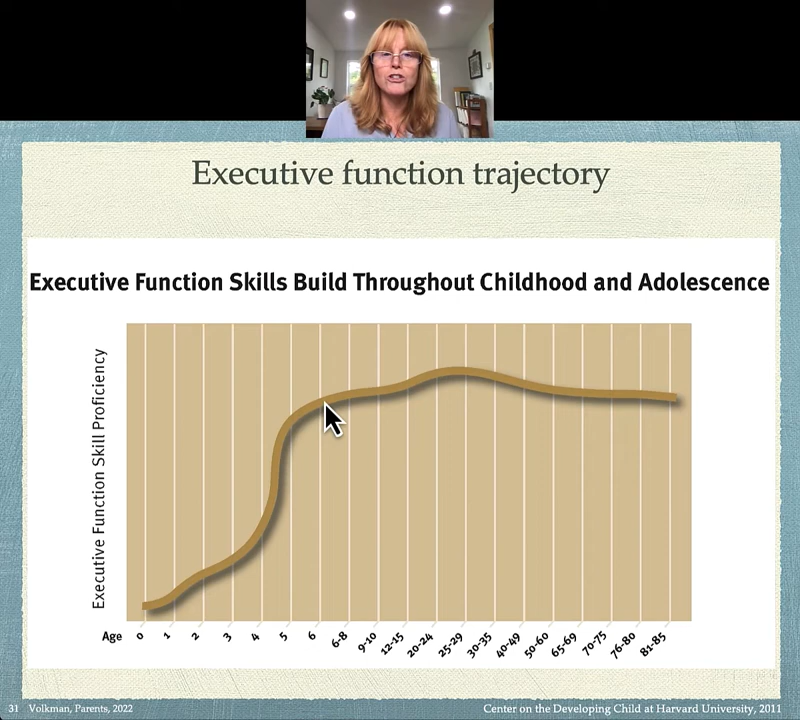 Executive function trajectory
Executive Function Skills Build Throughout Childhood and Adolescence
Executive Function Skill Proficiency
Age 0 1 2 3 4 5 6 6-8 9-10 12-15 20-24 25-29 30-35 40-49 50-60 65-69 70-75 76-80 81-85
31 Volkman, Parents, 2022 Center on the Developing Child at Harvard University, 2011